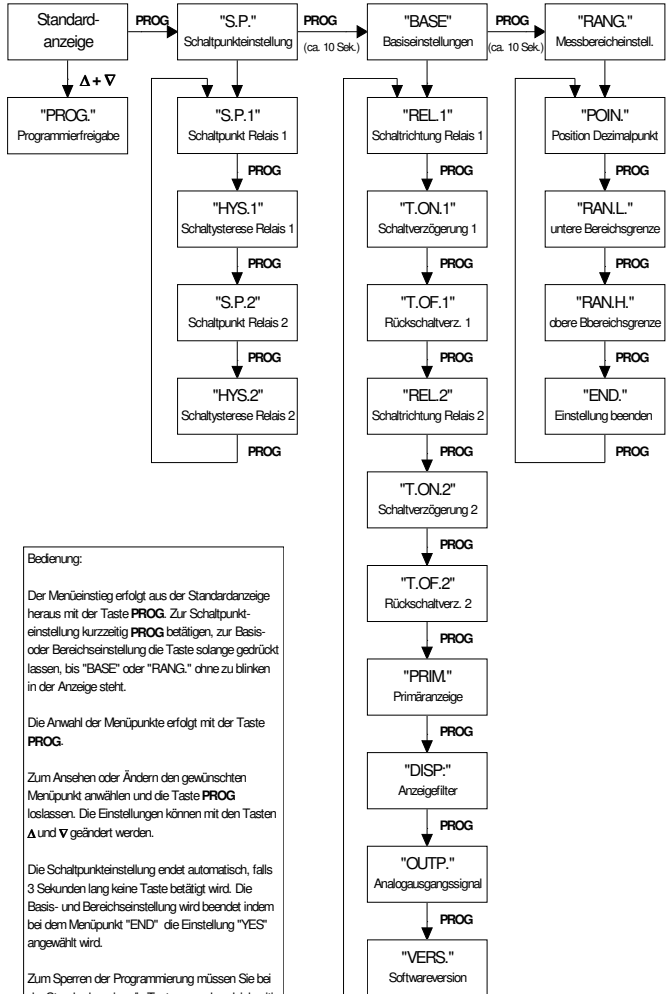 Standard-
anzeige
PROG
"S.P."
Schaltpunkteinstellung
PROG
(ca. 10 Sek.)
"BASE"
Basiseinstellungen
PROG
(ca. 10 Sek.)
"RANG."
Messbereicheinstell.
Δ + ∇
"PROG."
Programmierfreigabe
"S.P.1"
Schaltpunkt Relais 1
PROG
"HYS.1"
Schaltysterese Relais 1
PROG
"S.P.2"
Schaltpunkt Relais 2
PROG
"HYS.2"
Schaltysterese Relais 2
PROG
"REL.1"
Schaltrichtung Relais 1
PROG
"T.ON.1"
Schaltverzögerung 1
PROG
"T.OF.1"
Rückschaltverz. 1
PROG
"REL.2"
Schaltrichtung Relais 2
PROG
"T.ON.2"
Schaltverzögerung 2
PROG
"T.OF.2"
Rückschaltverz. 2
PROG
"PRIM."
Primäranzeige
PROG
"DISP:"
Anzeigefilter
PROG
"OUTP."
Analogausgangssignal
PROG
"VERS."
Softwareversion
"POIN."
Position Dezimalpunkt
PROG
"RAN.L."
untere Bereichsgrenze
PROG
"RAN.H."
obere Bbereichsgrenze
PROG
"END."
Einstellung beenden
PROG
Bedienung:
Der Menüeinstieg erfolgt aus der Standardanzeige
heraus mit der Taste PROG. Zur Schaltpunkt-
einstellung kurzzeitig PROG betätigen, zur Basis-
oder Bereichseinstellung die Taste solange gedrückt
lassen, bis "BASE" oder "RANG." ohne zu blinken
in der Anzeige steht.
Die Anwahl der Menüpunkte erfolgt mit der Taste
PROG.
Zum Ansehen oder Ändern den gewünschten
Menüpunkt anwählen und die Taste PROG
loslassen. Die Einstellungen können mit den Tasten
Δ und ∇ geändert werden.
Die Schaltpunkteinstellung endet automatisch, falls
3 Sekunden lang keine Taste betätigt wird. Die
Basis- und Bereichseinstellung wird beendet indem
bei dem Menüpunkt "END" die Einstellung "YES"
angewählt wird.
Zum Sperren der Programmierung müssen Sie bei